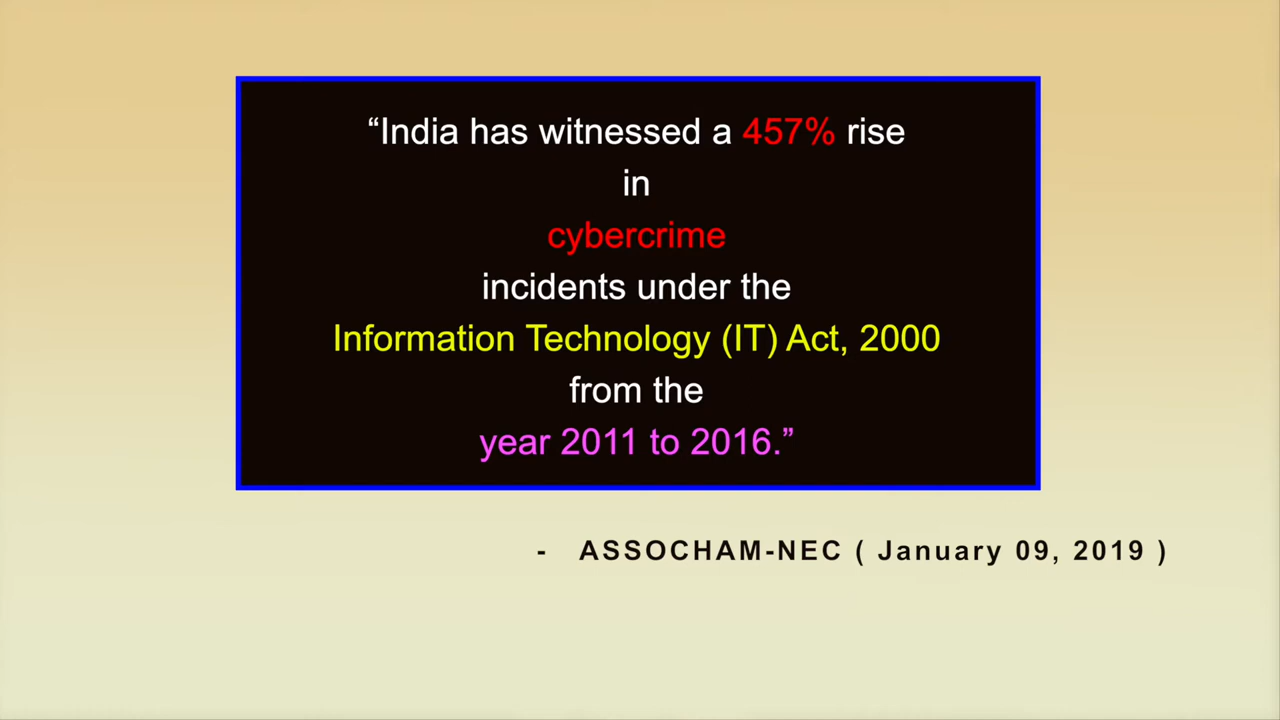 “India has witnessed a 457% rise
in
cybercrime
incidents under the
Information Technology (IT) Act, 2000
from the
year 2011 to 2016.”
- ASSOCHAM-NEC ( January 09, 2019 )